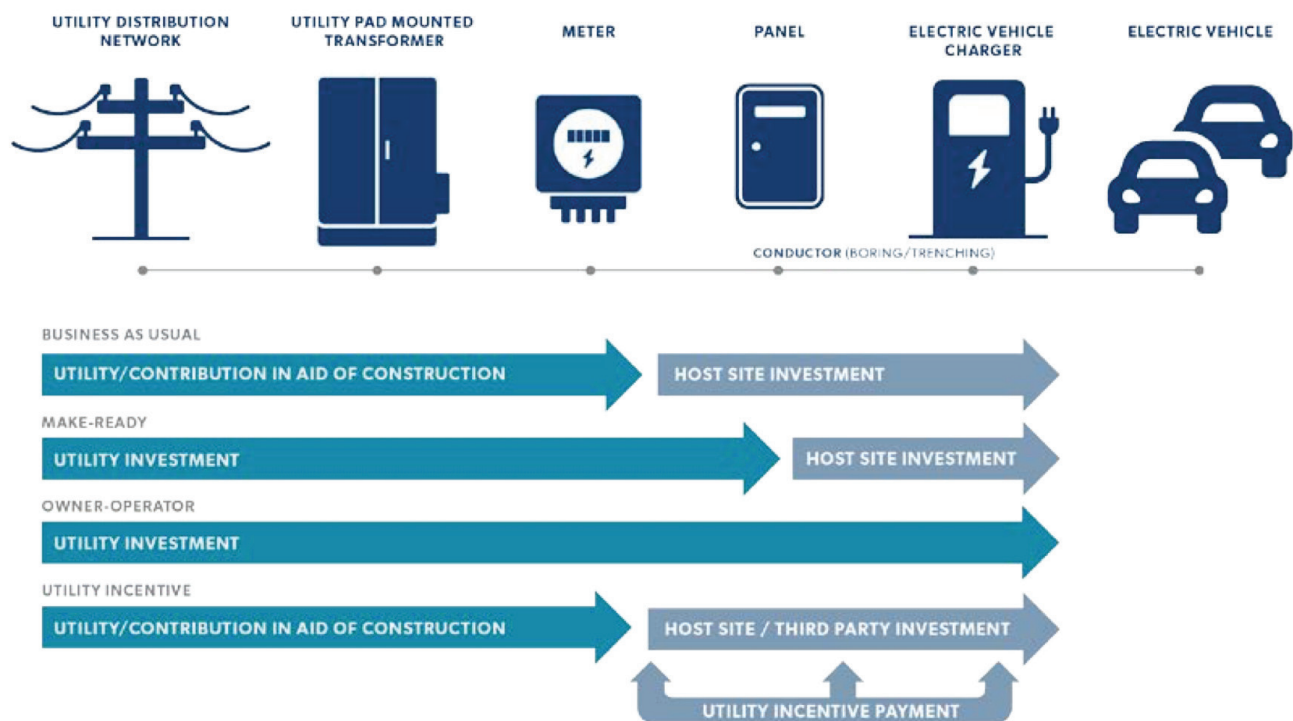 UTILITY DISTRIBUTION
NETWORK
UTILITY PAD MOUNTED
TRANSFORMER
METER
PANEL
ELECTRIC VEHICLE
CHARGER
ELECTRIC VEHICLE
CONDUCTOR (BORING/TRENCHING)
BUSINESS AS USUAL
UTILITY/CONTRIBUTION IN AID OF CONSTRUCTION
HOST SITE INVESTMENT
MAKE-READY
UTILITY INVESTMENT
HOST SITE INVESTMENT
OWNER-OPERATOR
UTILITY INVESTMENT
UTILITY INCENTIVE
UTILITY/CONTRIBUTION IN AID OF CONSTRUCTION
HOST SITE / THIRD PARTY INVESTMENT
UTILITY INCENTIVE PAYMENT